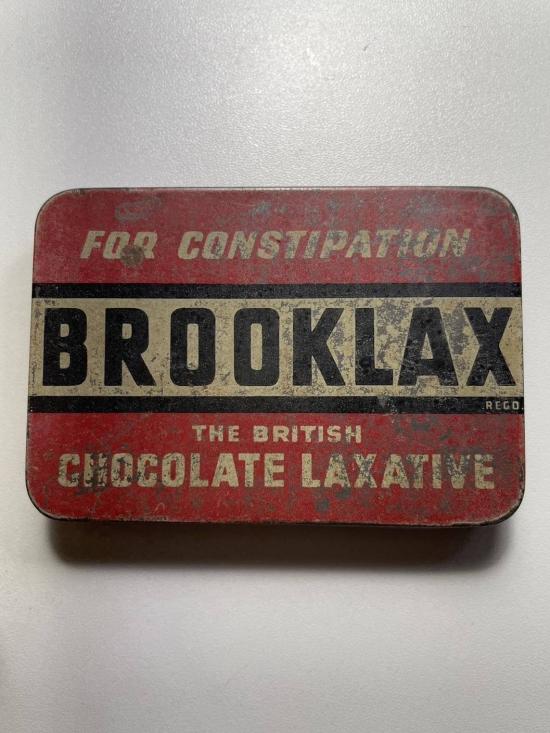 FOR CONSTIPATION
BROOKLAX
REGD.
THE BRITISH
CHOCOLATE LAXATIVE